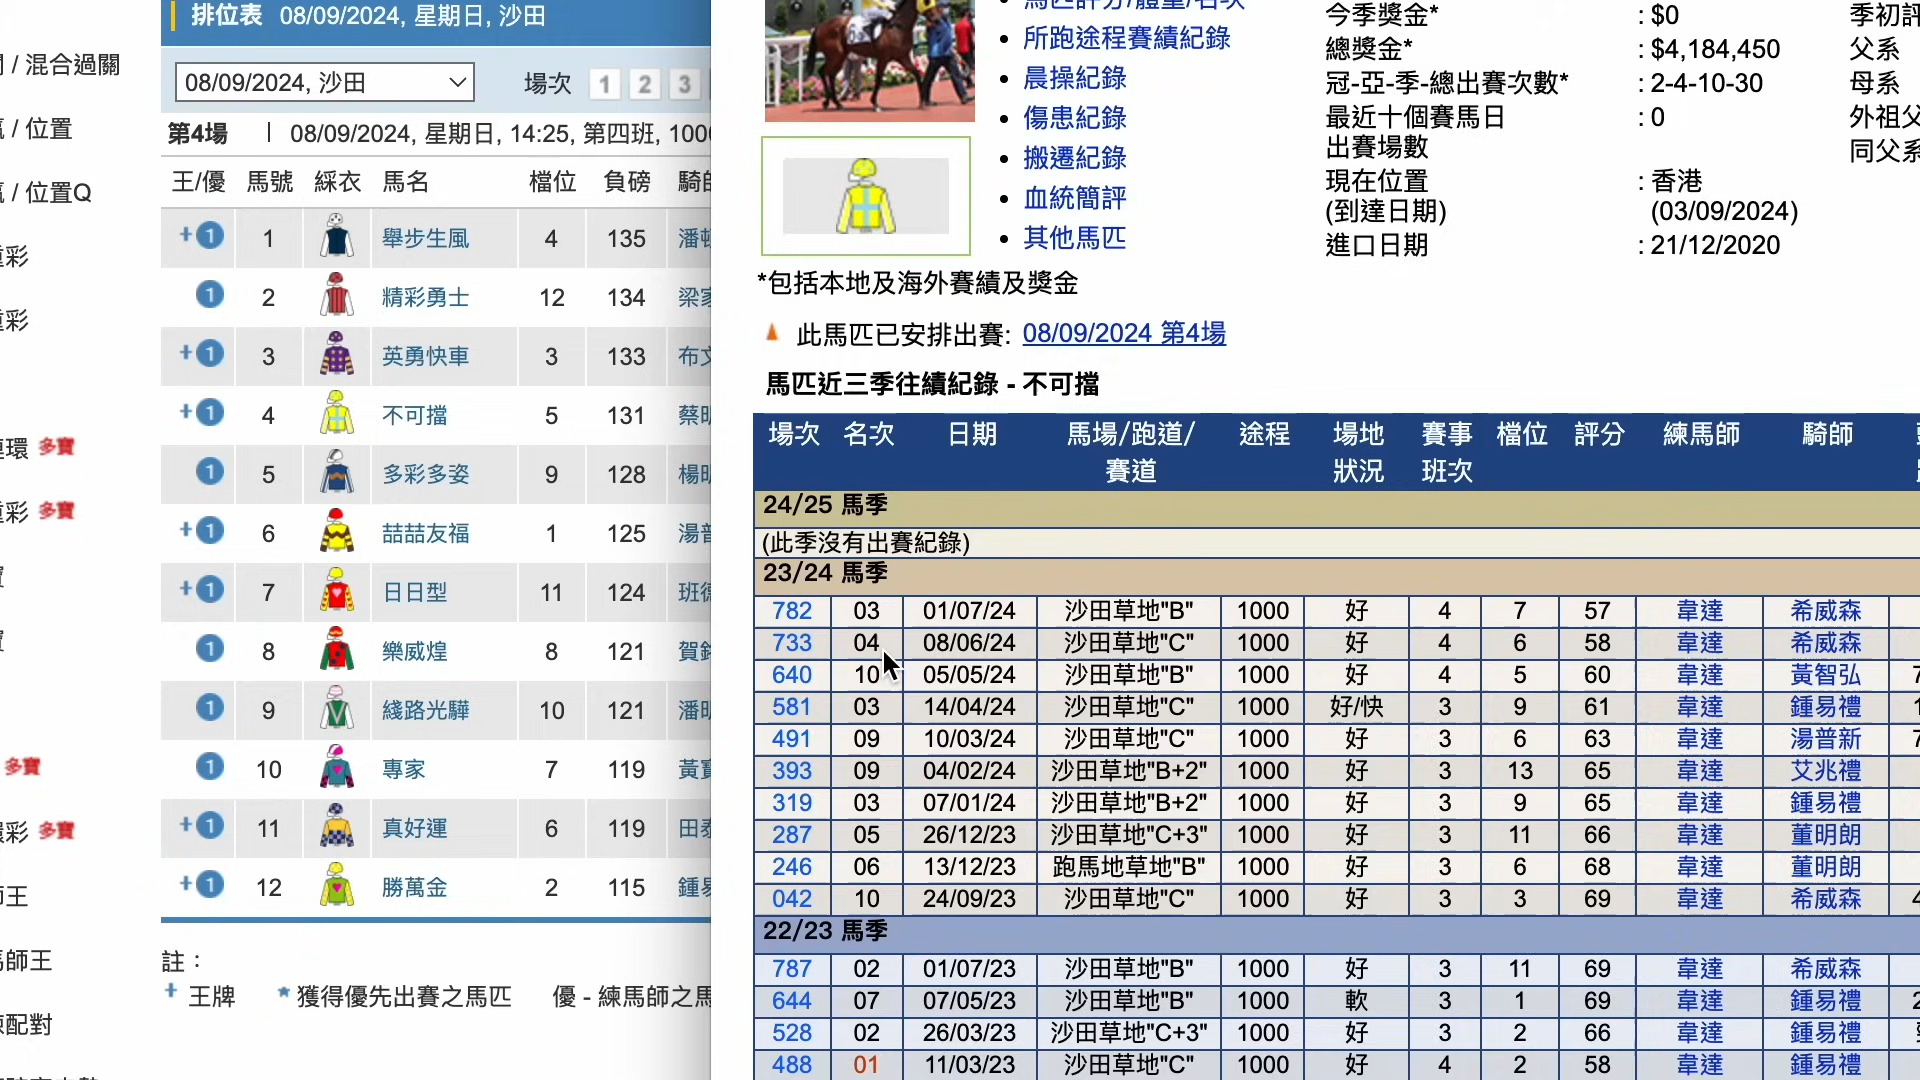 / 混合過關
/ 位置
/ 位置Q
彩
彩
環 多寶
彩 多寶
多寶
彩 多寶
王
師王
配對
排位表 08/09/2024, 星期日, 沙田
08/09/2024, 沙田 場次 1 2 3
第4場 | 08/09/2024, 星期日, 14:25, 第四班, 100
王/優 馬號 綵衣 馬名 檔位 負磅 騎
+1 1 舉步生風 4 135 潘
1 2 精彩勇士 12 134 梁
+1 3 英勇快車 3 133 布
+1 4 不可擋 5 131 蔡
1 5 多彩多姿 9 128 楊
+1 6 喆喆友福 1 125 湯
+1 7 日日型 11 124 班
1 8 樂威煌 8 121 賀
1 9 綫路光驊 10 121 潘
1 10 專家 7 119 黃
+1 11 真好運 6 119 田
+1 12 勝萬金 2 115 鍾
註 :
+ 王牌 * 獲得優先出賽之馬匹 優 - 練馬師之馬
馬匹評分/體重/名次
所跑途程賽績紀錄
晨操紀錄
傷患紀錄
搬遷紀錄
血統簡評
其他馬匹
今季獎金* : $0
總獎金* : $4,184,450
冠-亞-季-總出賽次數* : 2-4-10-30
最近十個賽馬日 : 0
出賽場數
現在位置 : 香港
(到達日期) (03/09/2024)
進口日期 : 21/12/2020
季初評
父系
母系
外祖父
同父系
*包括本地及海外賽績及獎金
此馬匹已安排出賽: 08/09/2024 第4場
馬匹近三季往績紀錄 - 不可擋
場次 名次 日期 馬場/跑道/ 途程 場地 賽事 檔位 評分 練馬師 騎師
賽道 狀況 班次
24/25 馬季
(此季沒有出賽紀錄)
23/24 馬季
782 03 01/07/24 沙田草地"B" 1000 好 4 7 57 韋達 希威森
733 04 08/06/24 沙田草地"C" 1000 好 4 6 58 韋達 希威森
640 10 05/05/24 沙田草地"B" 1000 好 4 5 60 韋達 黃智弘 7
581 03 14/04/24 沙田草地"C" 1000 好/快 3 9 61 韋達 鍾易禮 1
491 09 10/03/24 沙田草地"C" 1000 好 3 6 63 韋達 湯普新 7
393 09 04/02/24 沙田草地"B+2" 1000 好 3 13 65 韋達 艾兆禮
319 03 07/01/24 沙田草地"B+2" 1000 好 3 9 65 韋達 鍾易禮
287 05 26/12/23 沙田草地"C+3" 1000 好 3 11 66 韋達 董明朗
246 06 13/12/23 跑馬地草地"B" 1000 好 3 6 68 韋達 董明朗
042 10 24/09/23 沙田草地"C" 1000 好 3 3 69 韋達 希威森 4
22/23 馬季
787 02 01/07/23 沙田草地"B" 1000 好 3 11 69 韋達 希威森
644 07 07/05/23 沙田草地"B" 1000 軟 3 1 69 韋達 鍾易禮 2
528 02 26/03/23 沙田草地"C+3" 1000 好 3 2 66 韋達 鍾易禮
488 01 11/03/23 沙田草地"C" 1000 好 4 2 58 韋達 鍾易禮